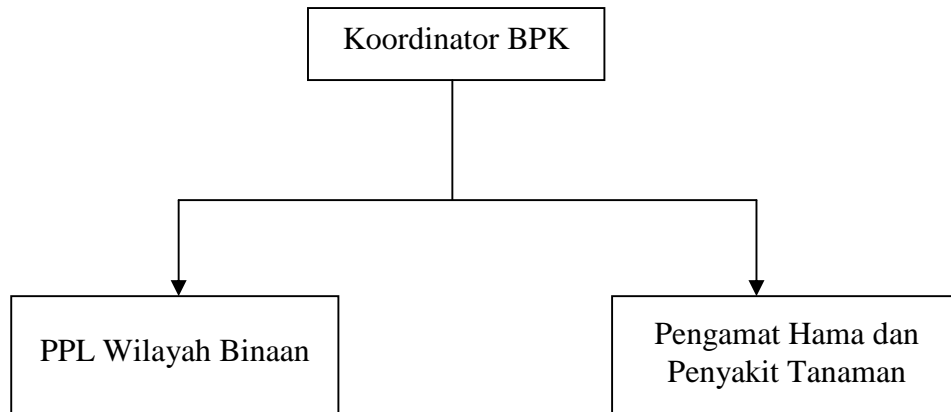 Koordinator BPK
PPL Wilayah Binaan
Pengamat Hama dan
Penyakit Tanaman